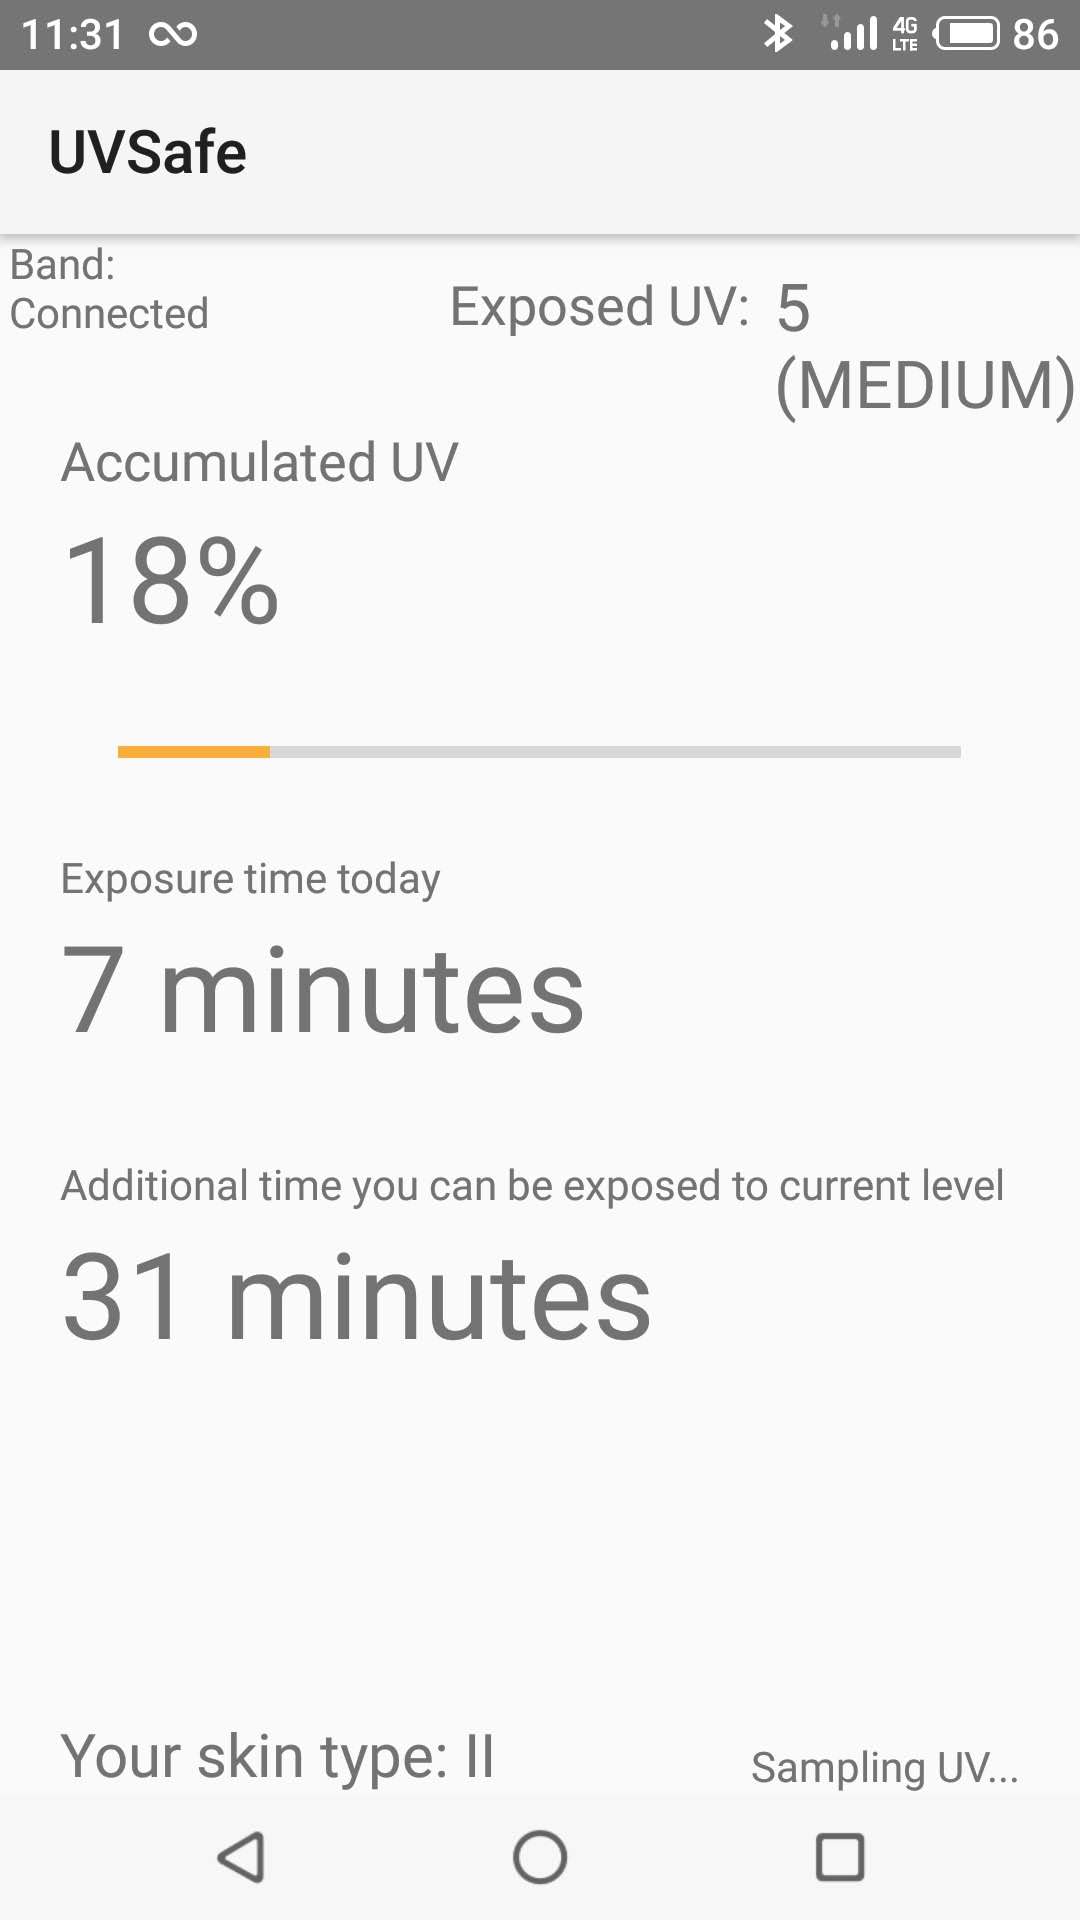 11:31
4G
LTE
86
UVSafe
Band:
Connected
Exposed UV: 5
(MEDIUM)
Accumulated UV
18%
Exposure time today
7 minutes
Additional time you can be exposed to current level
31 minutes
Your skin type: II
Sampling UV...